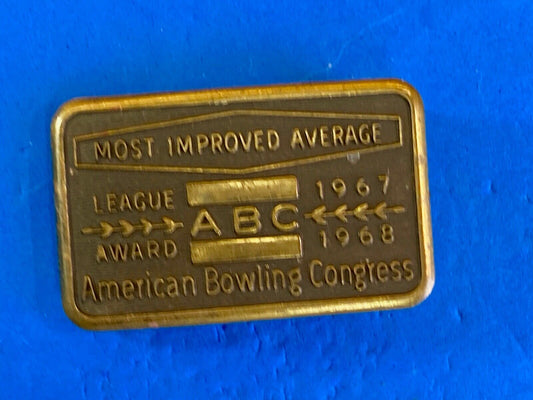 MOST IMPROVED AVERAGE
LEAGUE 1967
ABC
AWARD 1968
American Bowling Congress